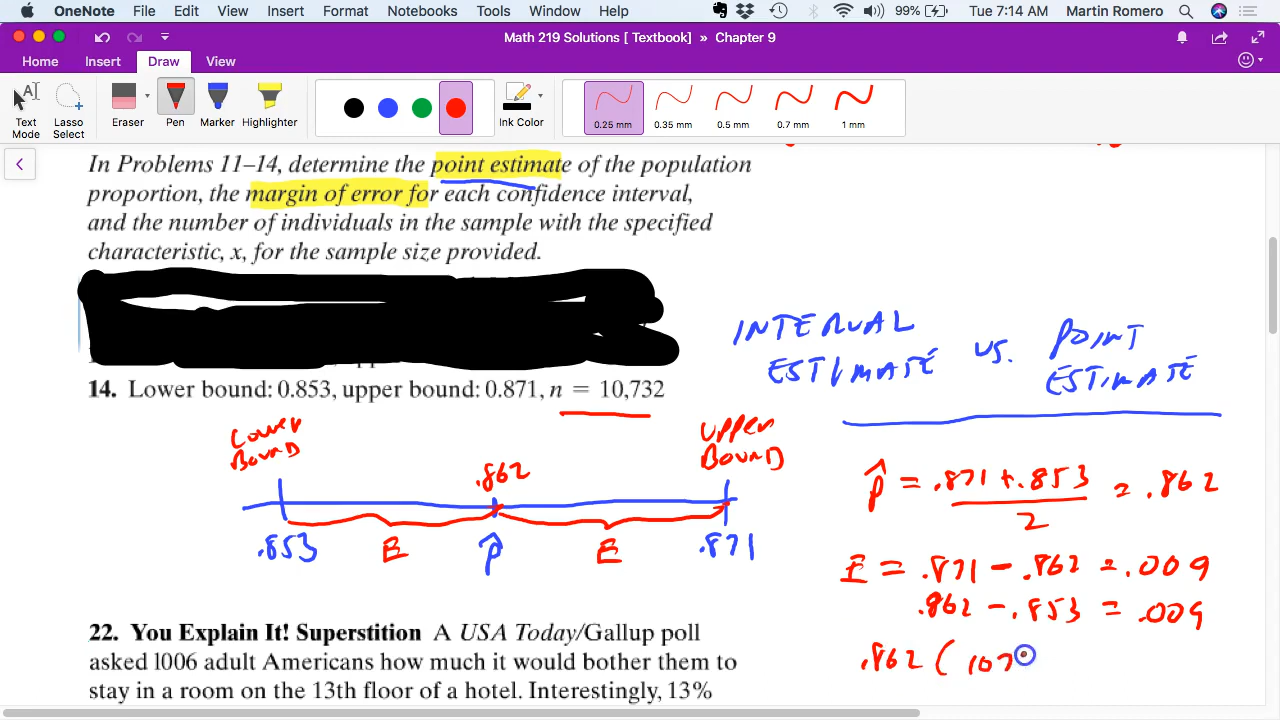 OneNote File Edit View Insert Format Notebooks Tools Window Help 99% Tue 7:14 AM Martin Romero
Math 219 Solutions [ Textbook] » Chapter 9
Home Insert Draw View
Text Mode
Lasso Select
Eraser
Pen
Marker
Highlighter
Ink Color
0.25 mm
0.35 mm
0.5 mm
0.7 mm
1 mm
In Problems 11–14, determine the point estimate of the population
proportion, the margin of error for each confidence interval,
and the number of individuals in the sample with the specified
characteristic, x, for the sample size provided.
14. Lower bound: 0.853, upper bound: 0.871, n = 10,732
INTERVAL
ESTIMATE vs. POINT
ESTIMATE
Lower
Bound
.862
Upper
Bound
.853 E p̂ E .871
p̂ = .871 + .853 / 2 = .862
E = .871 - .862 = .009
.862 - .853 = .009
.862 ( 107
22. You Explain It! Superstition A USA Today/Gallup poll
asked 1006 adult Americans how much it would bother them to
stay in a room on the 13th floor of a hotel. Interestingly, 13%